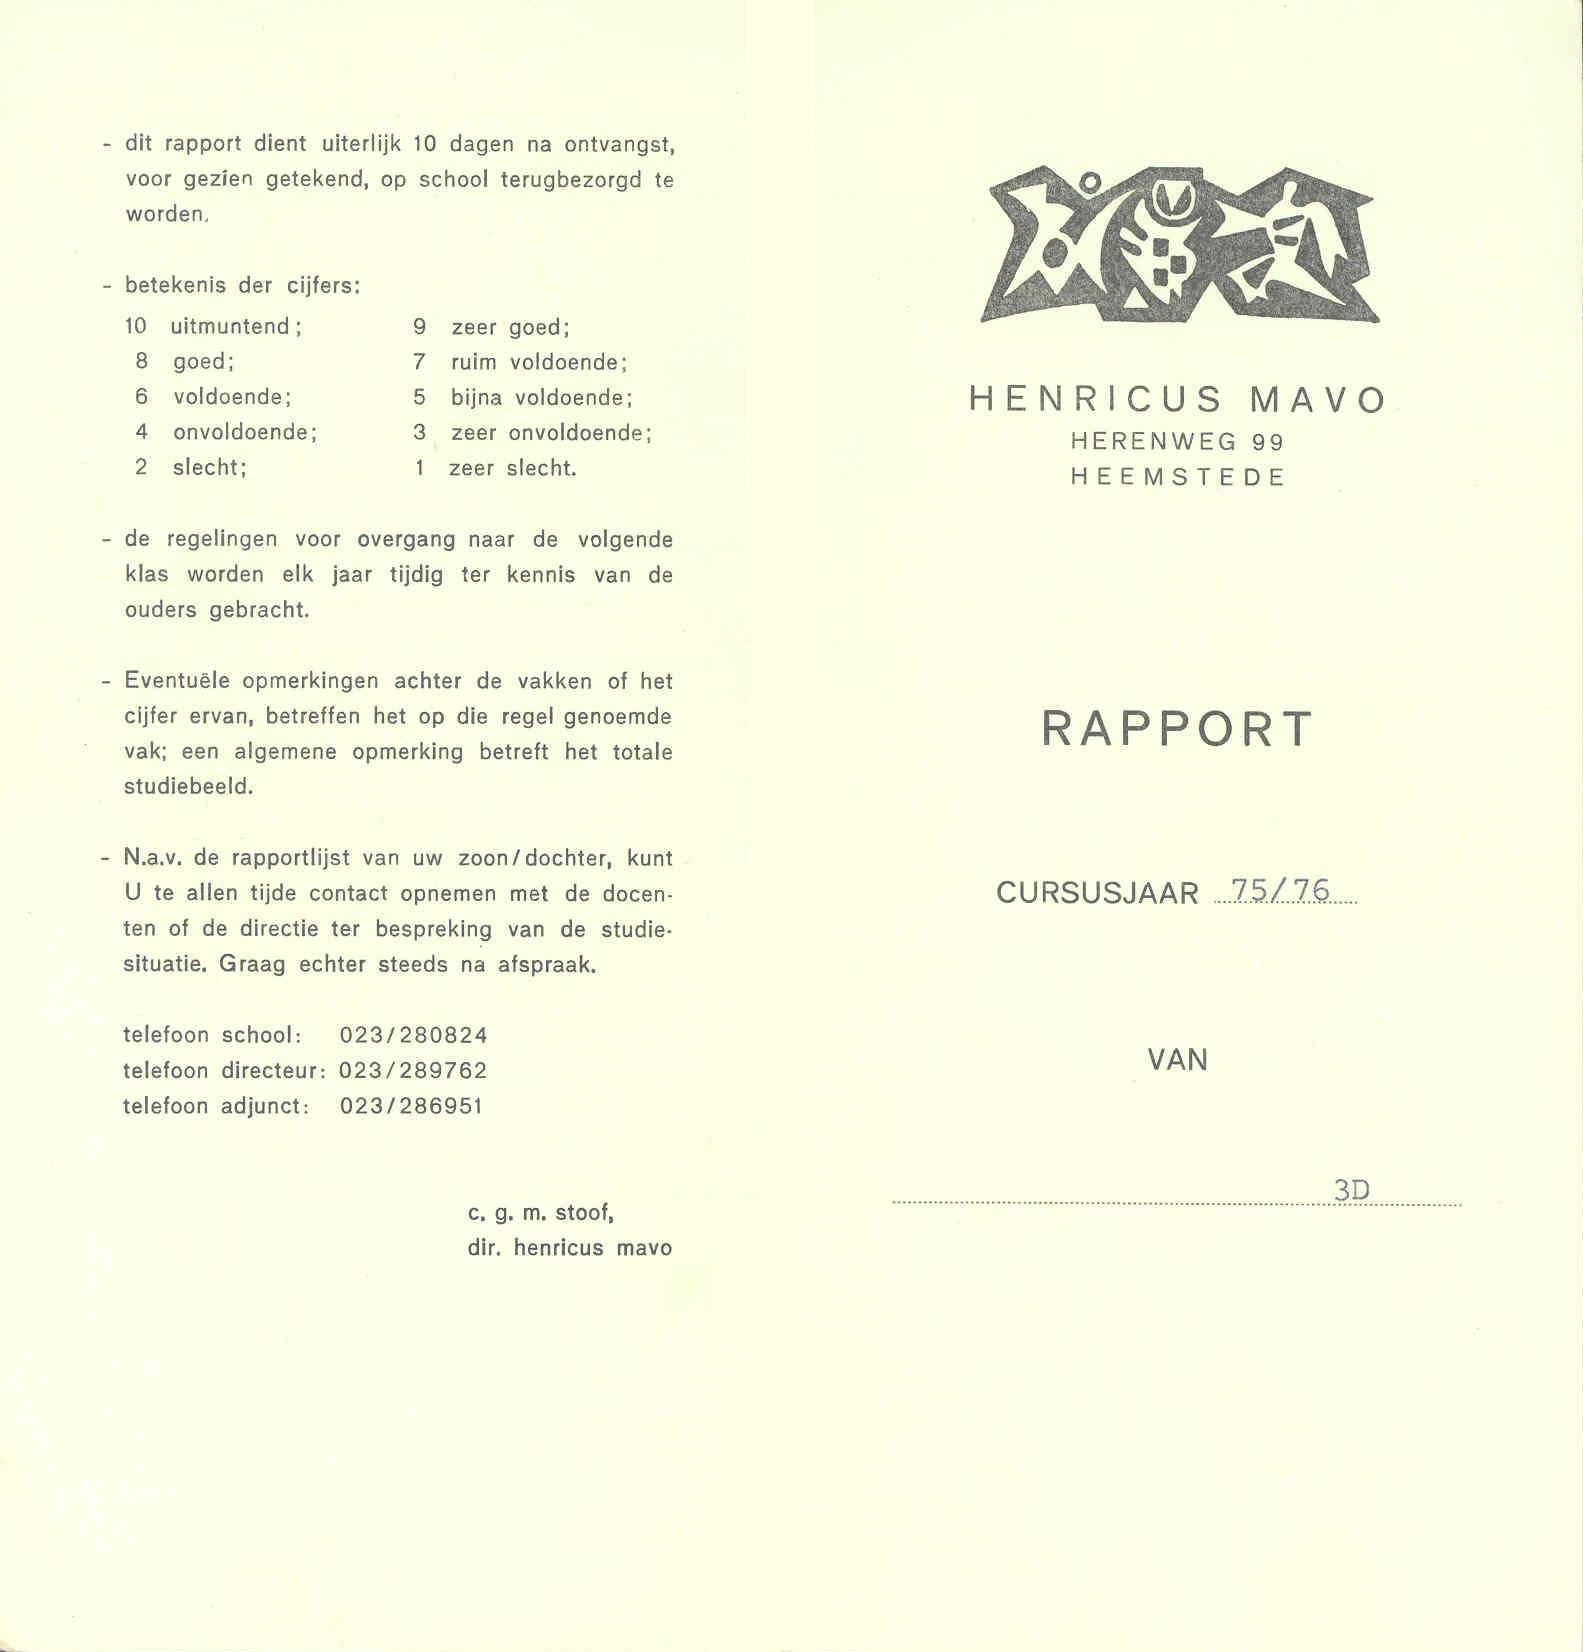 - dit rapport dient uiterlijk 10 dagen na ontvangst,
voor gezien getekend, op school terugbezorgd te
worden.
- betekenis der cijfers:
10 uitmuntend; 9 zeer goed;
8 goed; 7 ruim voldoende;
6 voldoende; 5 bijna voldoende;
4 onvoldoende; 3 zeer onvoldoende;
2 slecht; 1 zeer slecht.
- de regelingen voor overgang naar de volgende
klas worden elk jaar tijdig ter kennis van de
ouders gebracht.
- Eventuële opmerkingen achter de vakken of het
cijfer ervan, betreffen het op die regel genoemde
vak; een algemene opmerking betreft het totale
studiebeeld.
- N.a.v. de rapportlijst van uw zoon/dochter, kunt
U te allen tijde contact opnemen met de docen-
ten of de directie ter bespreking van de studie-
situatie. Graag echter steeds na afspraak.
telefoon school: 023/280824
telefoon directeur: 023/289762
telefoon adjunct: 023/286951
c. g. m. stoof,
dir. henricus mavo
HENRICUS MAVO
HERENWEG 99
HEEMSTEDE
RAPPORT
CURSUSJAAR 75/76
VAN
3D